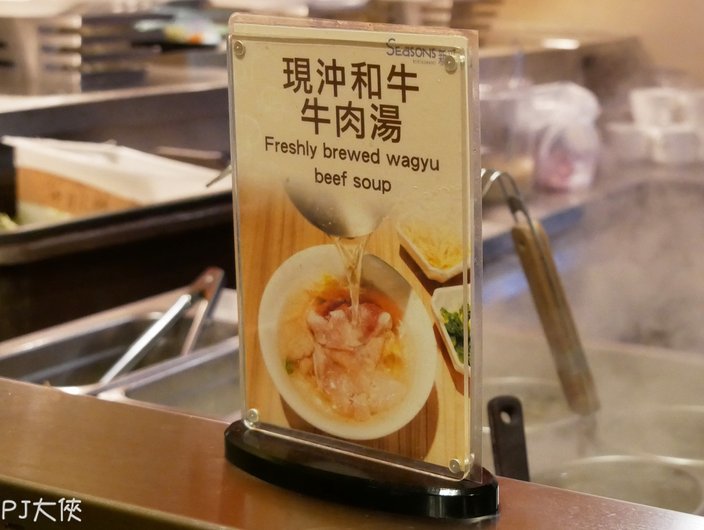 SEasONS
現沖和牛
牛肉湯
Freshly brewed wagyu
beef soup
PJ大俠